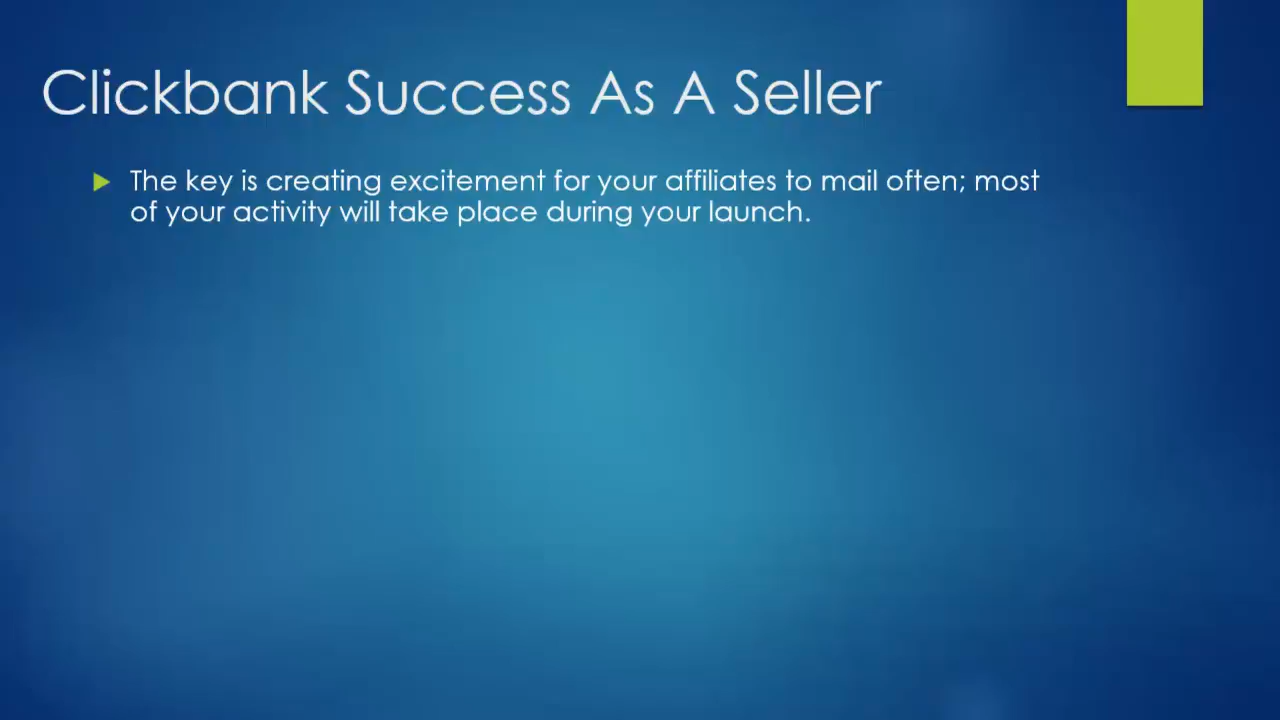 Clickbank Success As A Seller
The key is creating excitement for your affiliates to mail often; most
of your activity will take place during your launch.